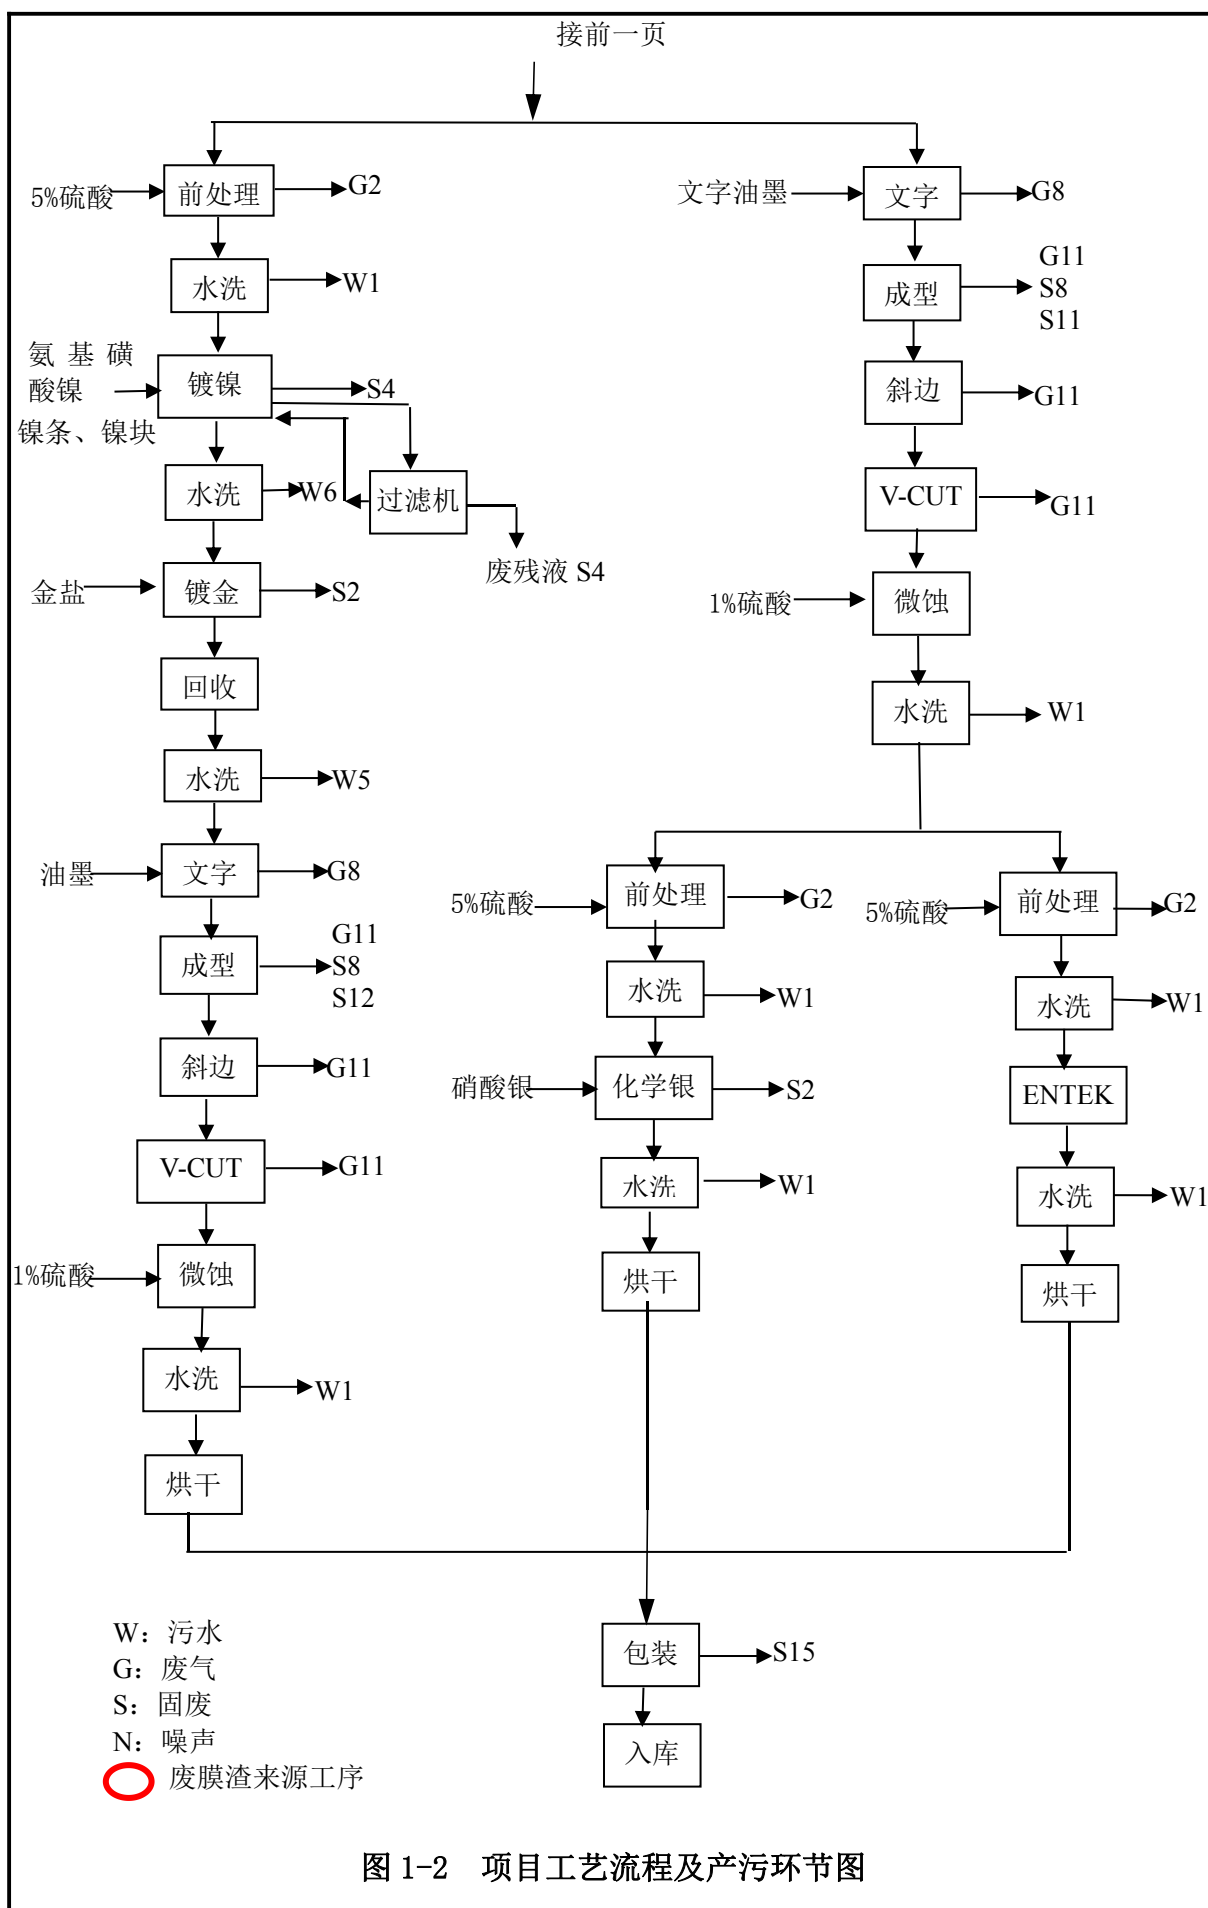 接前一页
5%硫酸
前处理
G2
水洗
W1
氨基磺
酸镍
镍条、镍块
镀镍
S4
水洗
W6
过滤机
废残液 S4
金盐
镀金
S2
回收
水洗
W5
油墨
文字
G8
成型
G11
S8
S12
斜边
G11
V-CUT
G11
1%硫酸
微蚀
水洗
W1
烘干
文字油墨
文字
G8
成型
G11
S8
S11
斜边
G11
V-CUT
G11
1%硫酸
微蚀
水洗
W1
5%硫酸
前处理
G2
水洗
W1
硝酸银
化学银
S2
水洗
W1
烘干
5%硫酸
前处理
G2
水洗
W1
ENTEK
水洗
W1
烘干
包装
S15
入库
W：污水
G：废气
S：固废
N：噪声
废膜渣来源工序
图 1-2 项目工艺流程及产污环节图